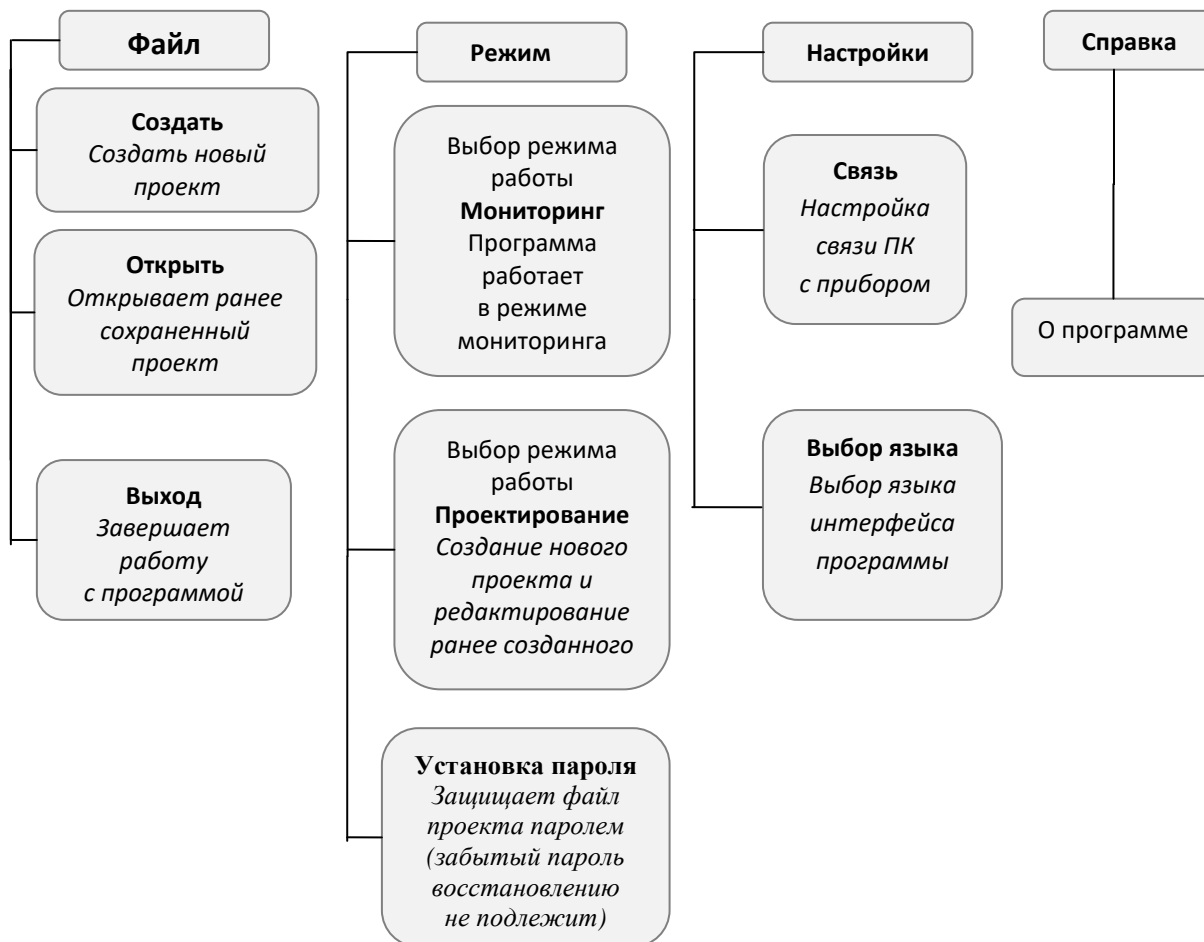 Файл
Создать
Создать новый
проект
Открыть
Открывает ранее
сохраненный
проект
Выход
Завершает
работу
с программой
Режим
Выбор режима
работы
Мониторинг
Программа
работает
в режиме
мониторинга
Выбор режима
работы
Проектирование
Создание нового
проекта и
редактирование
ранее созданного
Установка пароля
Защищает файл
проекта паролем
(забытый пароль
восстановлению
не подлежит)
Настройки
Связь
Настройка
связи ПК
с прибором
Выбор языка
Выбор языка
интерфейса
программы
Справка
О программе